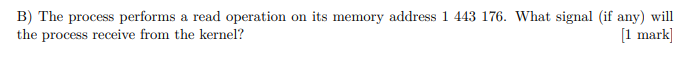 B) The process performs a read operation on its memory address 1 443 176. What signal (if any) will
the process receive from the kernel? [1 mark]